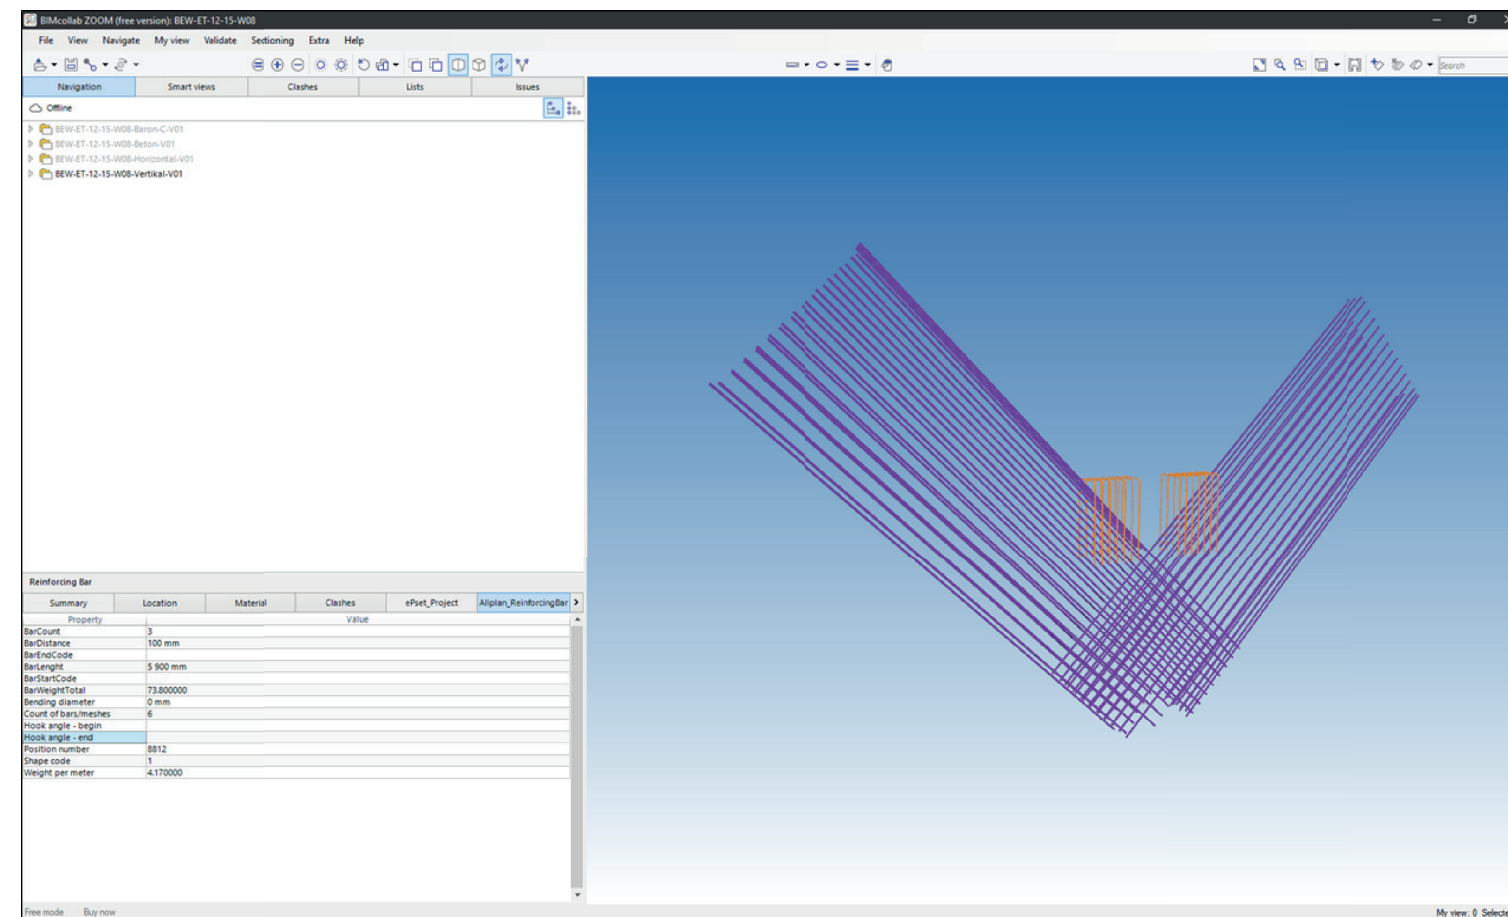 BIMcollab ZOOM (free version): BEW-ET-12-15-W08
File View Navigate My view Validate Sectioning Extra Help
Search
Navigation Smart views Clashes Lists Issues
Offline
BEW-ET-12-15-W08-Baron-C-V01
BEW-ET-12-15-W08-Beton-V01
BEW-ET-12-15-W08-Horizontal-V01
BEW-ET-12-15-W08-Vertikal-V01
Reinforcing Bar
Summary Location Material Clashes ePset_Project Allplan_ReinforcingBar
Property Value
BarCount 3
BarDistance 100 mm
BarEndCode
BarLenght 5 900 mm
BarStartCode
BarWeightTotal 73.800000
Bending diameter 0 mm
Count of bars/meshes 6
Hook angle - begin
Hook angle - end
Position number 8812
Shape code 1
Weight per meter 4.170000
Free mode Buy now My view: 0 Selecte